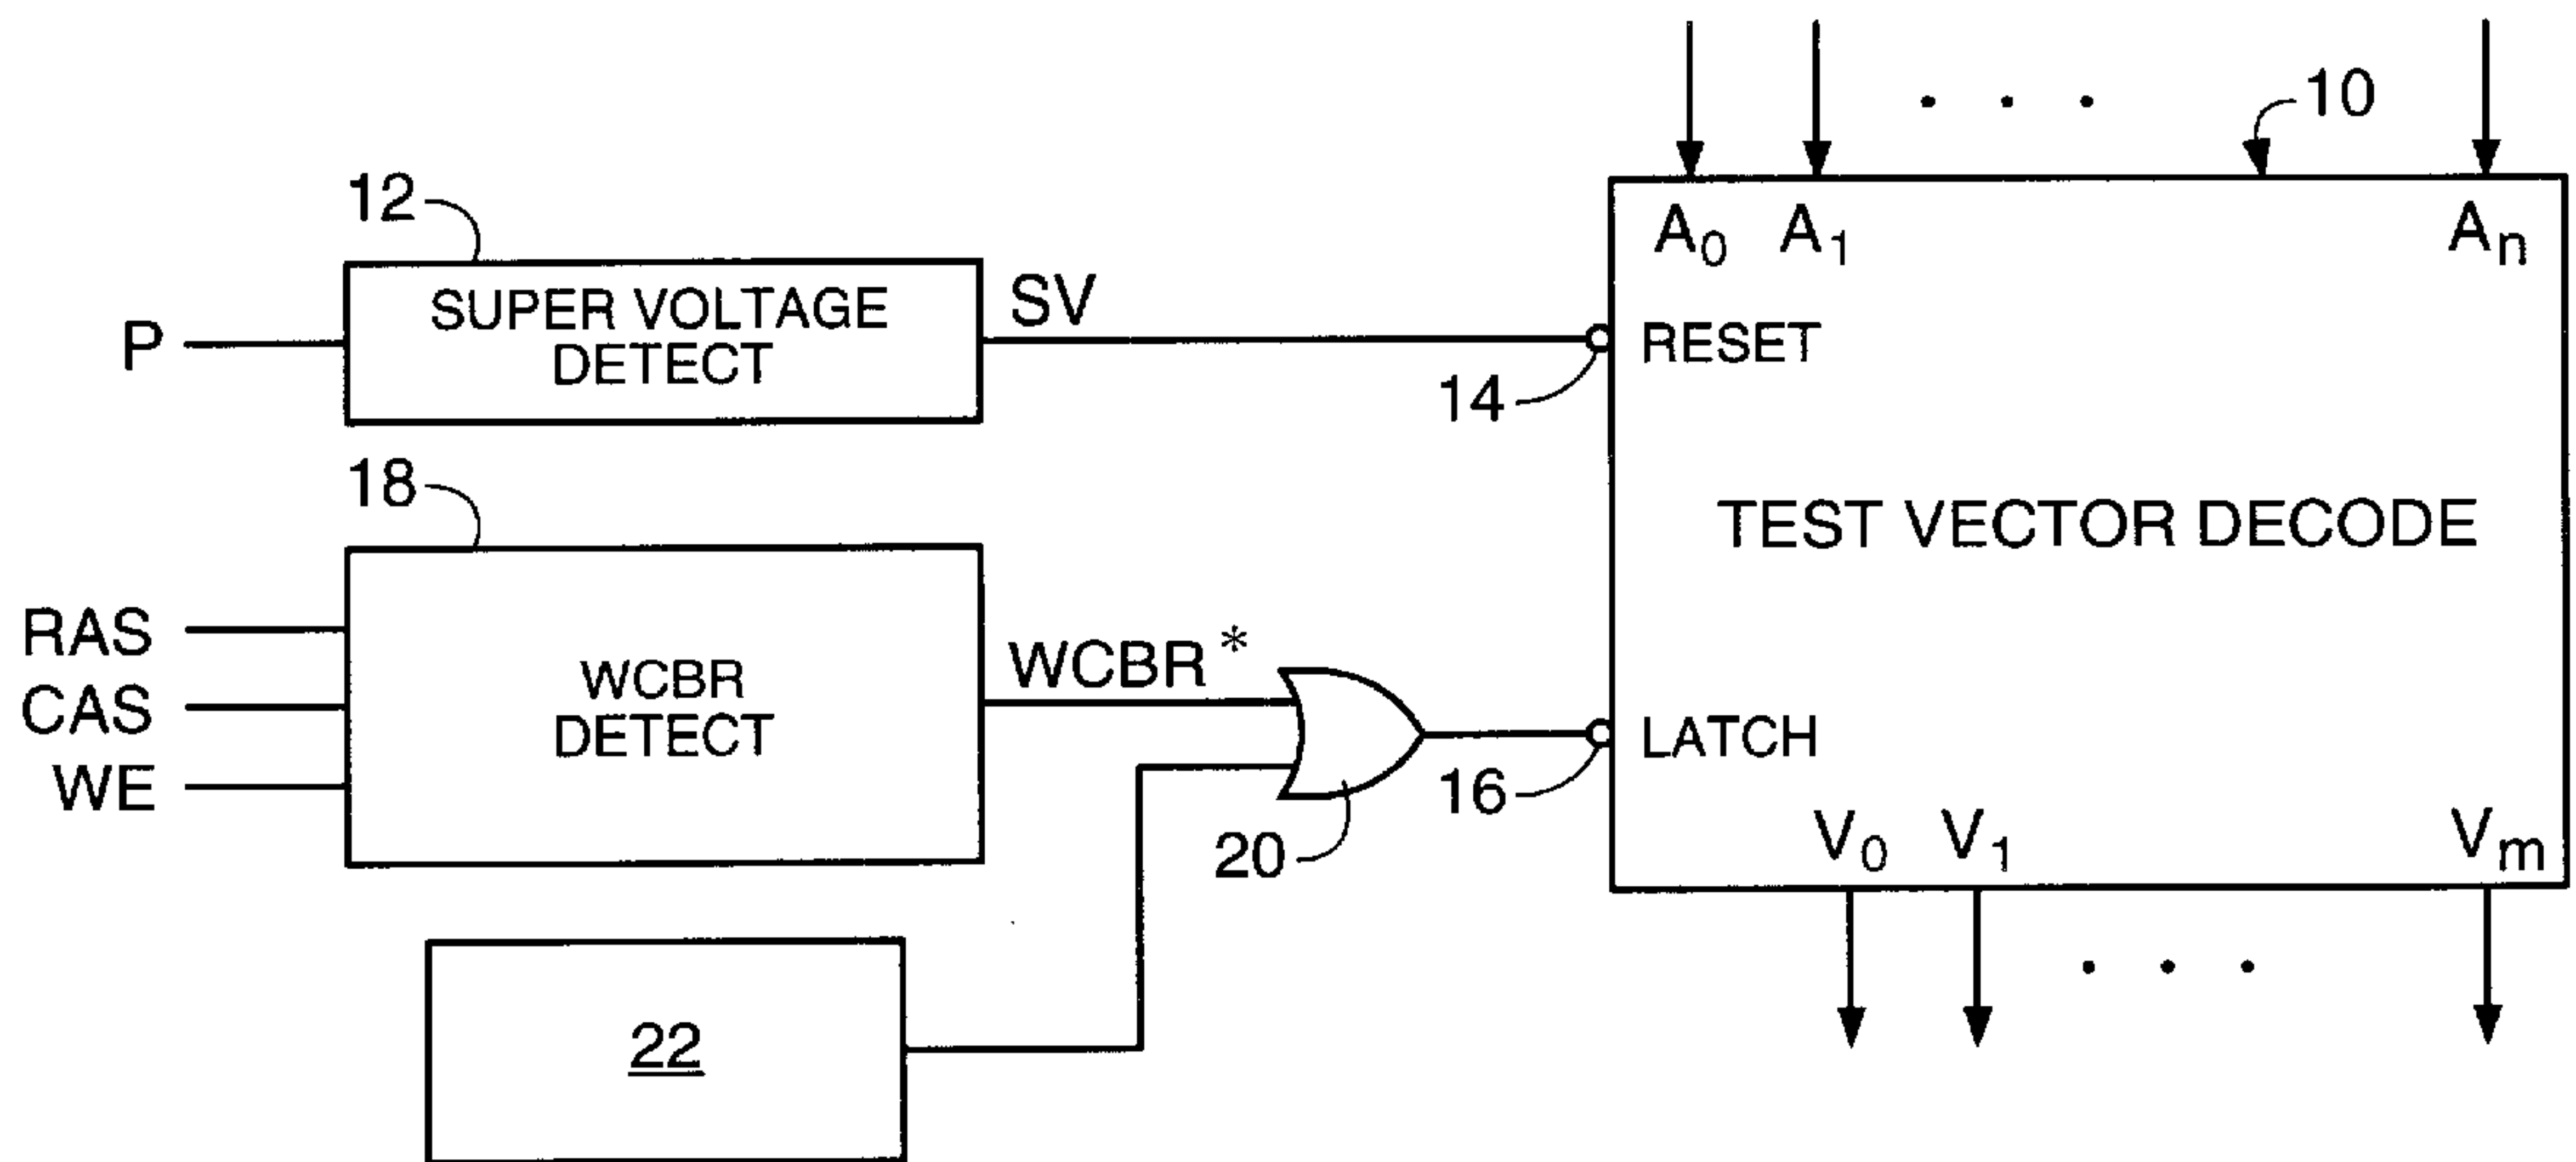 10
A0 A1 An
12
SUPER VOLTAGE
DETECT
P
SV
RESET
14
18
TEST VECTOR DECODE
RAS
CAS
WE
WCBR
DETECT
WCBR*
LATCH
16
20
V0 V1 Vm
22